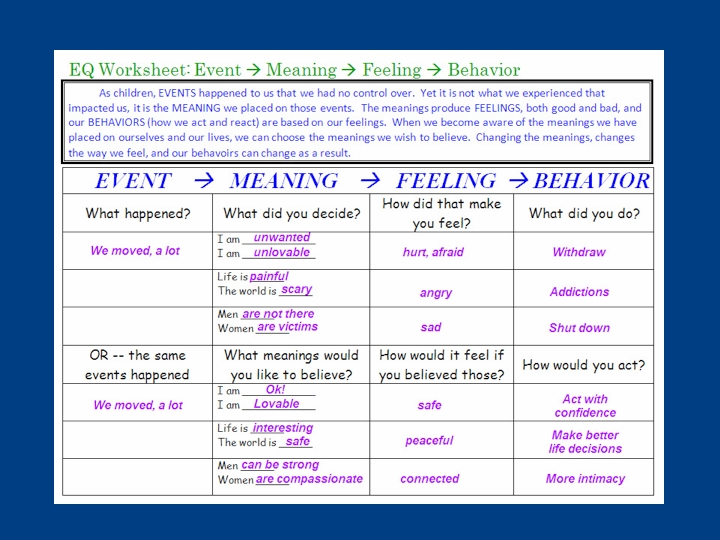 EQ Worksheet: Event → Meaning → Feeling → Behavior
As children, EVENTS happened to us that we had no control over. Yet it is not what we experienced that
impacted us, it is the MEANING we placed on those events. The meanings produce FEELINGS, both good and bad, and
our BEHAVIORS (how we act and react) are based on our feelings. When we become aware of the meanings we have
placed on ourselves and our lives, we can choose the meanings we wish to believe. Changing the meanings, changes
the way we feel, and our behavoirs can change as a result.
EVENT → MEANING → FEELING → BEHAVIOR
What happened?
What did you decide?
How did that make
you feel?
What did you do?
We moved, a lot
I am unwanted
I am unlovable
hurt, afraid
Withdraw
Life is painful
The world is scary
angry
Addictions
Men are not there
Women are victims
sad
Shut down
OR -- the same
events happened
What meanings would
you like to believe?
How would it feel if
you believed those?
How would you act?
We moved, a lot
I am Ok!
I am Lovable
safe
Act with
confidence
Life is interesting
The world is safe
peaceful
Make better
life decisions
Men can be strong
Women are compassionate
connected
More intimacy